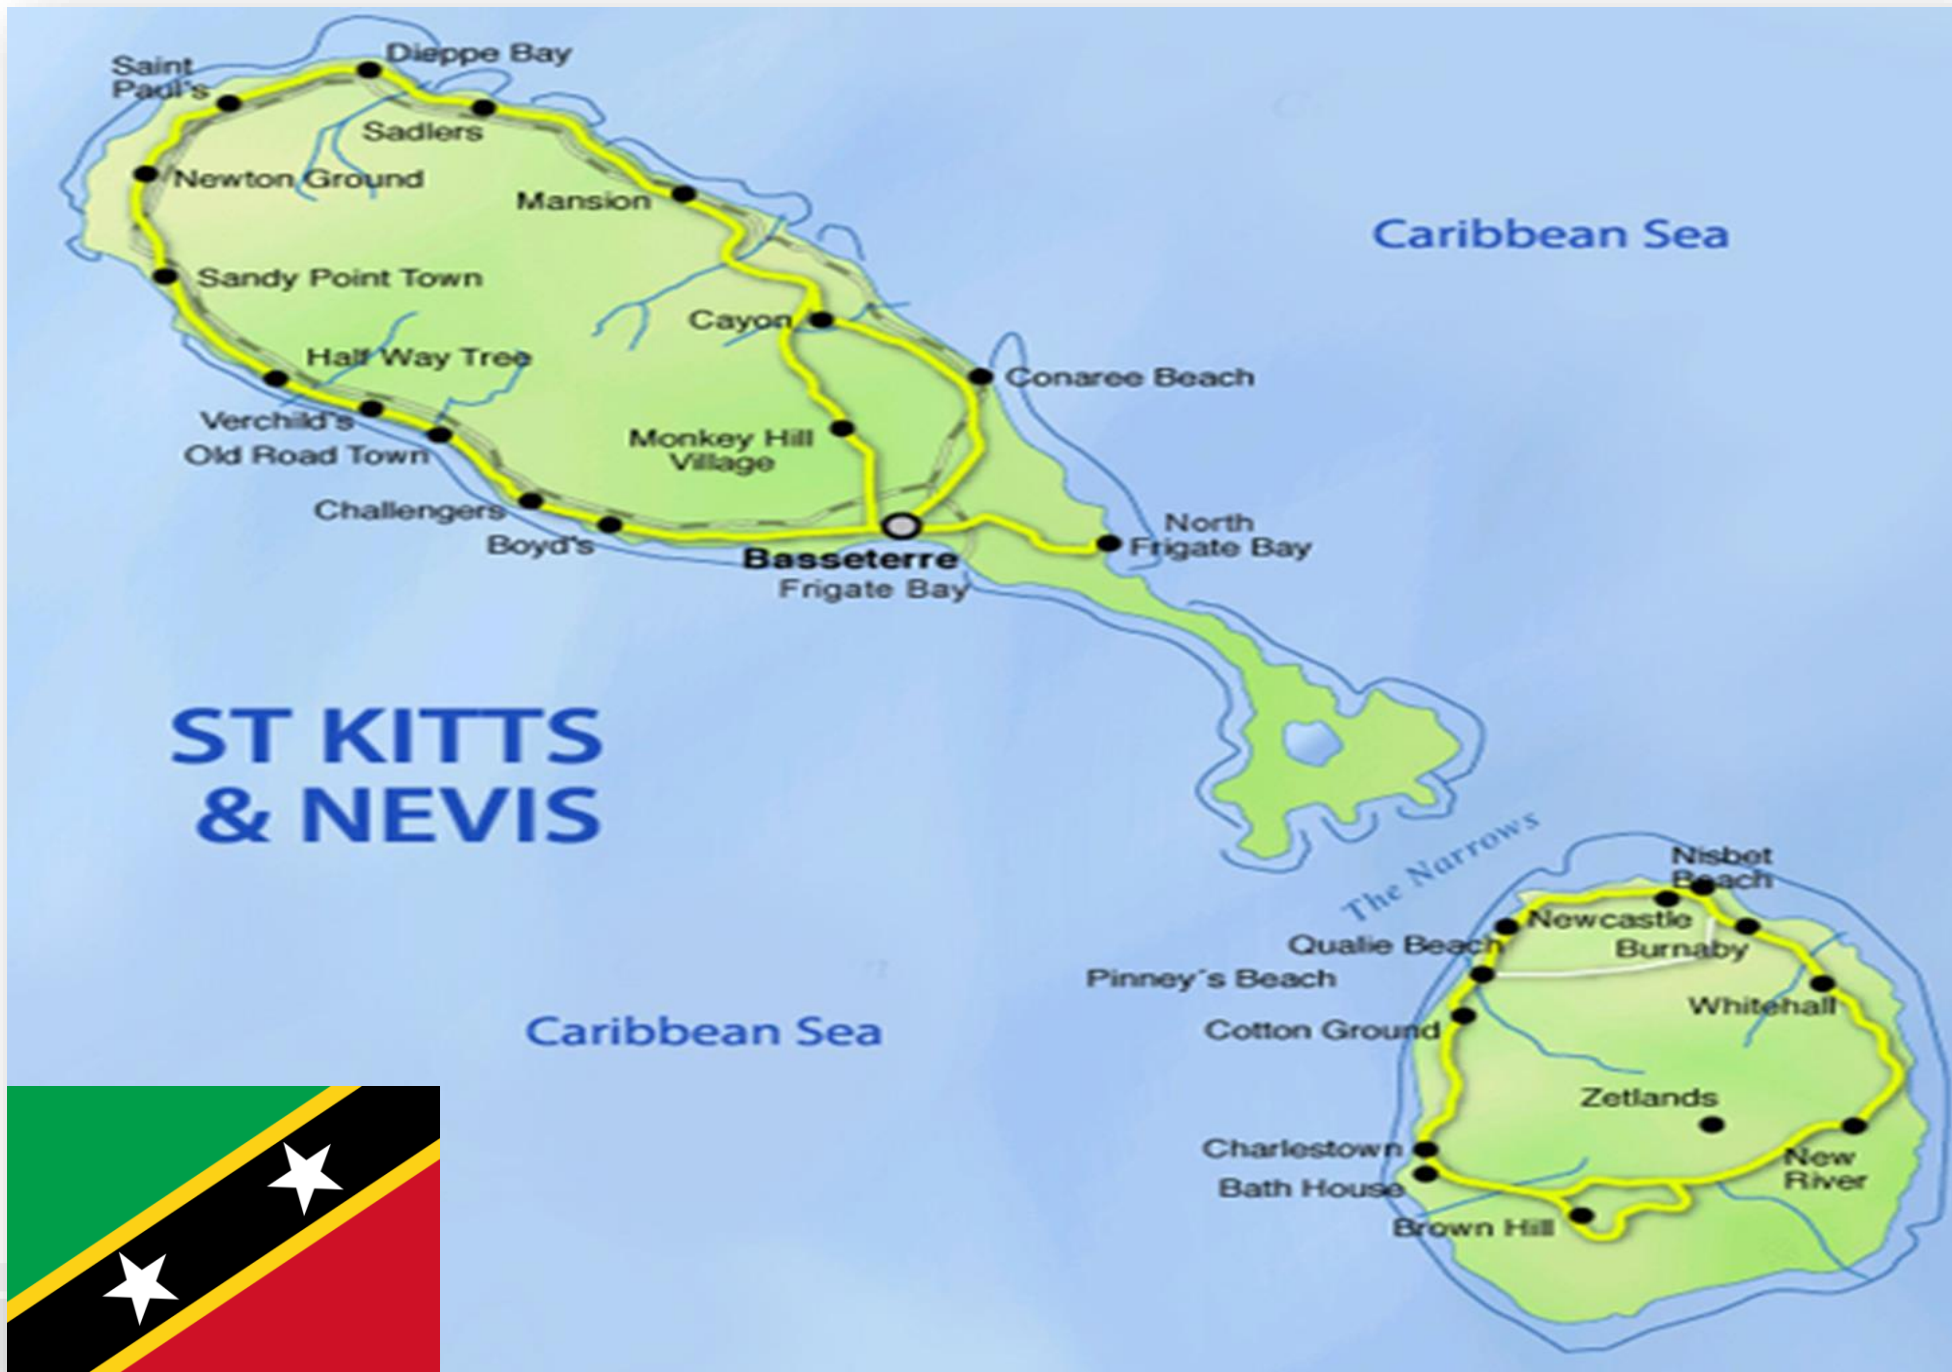 Dieppe Bay
Saint
Paul's
Sadlers
Newton Ground
Mansion
Caribbean Sea
Sandy Point Town
Cayon
Half Way Tree
Conaree Beach
Verchild's
Monkey Hill
Village
Old Road Town
Challengers
North
Frigate Bay
Boyd's
Basseterre
Frigate Bay
ST KITTS
& NEVIS
The Narrows
Nisbet
Beach
Newcastle
Qualie Beach
Burnaby
Pinney´s Beach
Whitehall
Cotton Ground
Caribbean Sea
Zetlands
Charlestown
New
River
Bath House
Brown Hill